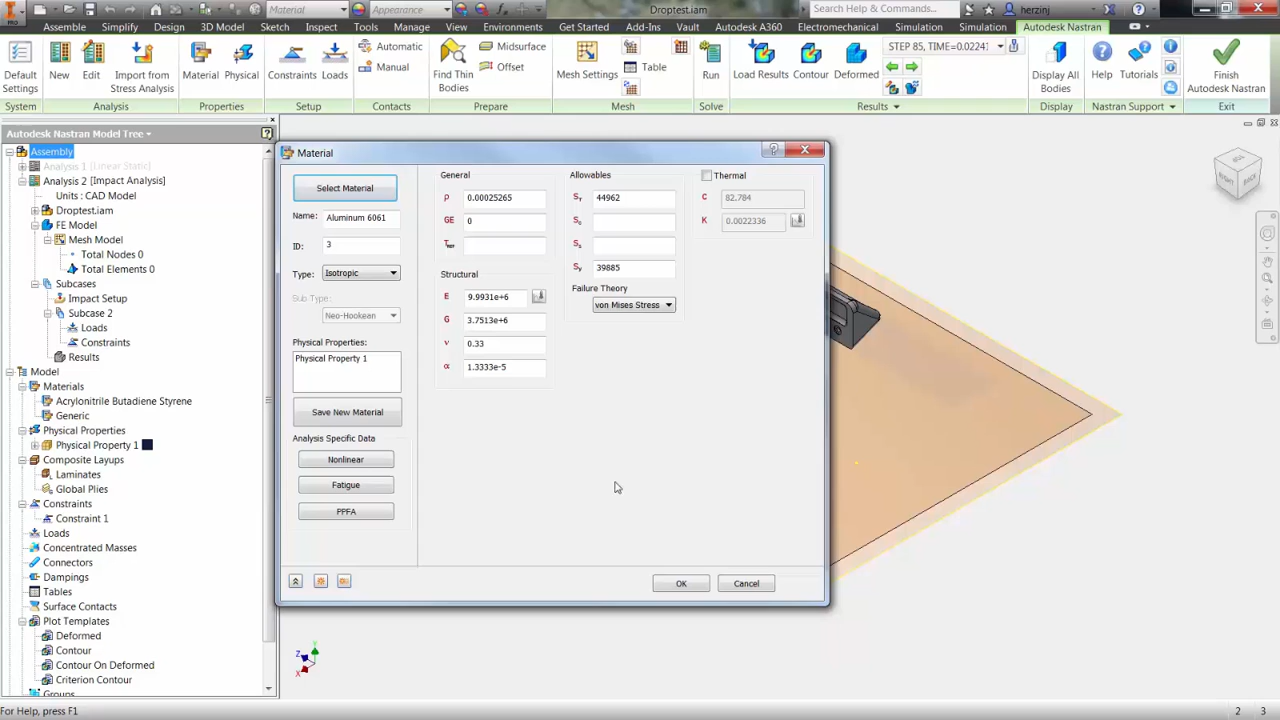 PRO
Material
Appearance
Droptest.iam
Search Help & Commands...
herzinj
Assemble Simplify Design 3D Model Sketch Inspect Tools Manage View Environments Get Started Add-Ins Vault Autodesk A360 Electromechanical Simulation Simulation Autodesk Nastran
Default Settings
New
Edit
Import from Stress Analysis
Material
Physical
Constraints
Loads
Automatic
Manual
Find Thin Bodies
Midsurface
Offset
Mesh Settings
Table
Run
Load Results
Contour
Deformed
STEP 85, TIME=0.02241
Display All Bodies
Help
Tutorials
Finish Autodesk Nastran
System Analysis Properties Setup Contacts Prepare Mesh Solve Results Display Nastran Support Exit
Autodesk Nastran Model Tree
Assembly
Analysis 1 [Linear Static]
Analysis 2 [Impact Analysis]
Units : CAD Model
Droptest.iam
FE Model
Mesh Model
Total Nodes 0
Total Elements 0
Subcases
Impact Setup
Subcase 2
Loads
Constraints
Results
Model
Materials
Acrylonitrile Butadiene Styrene
Generic
Physical Properties
Physical Property 1
Composite Layups
Laminates
Global Plies
Constraints
Constraint 1
Loads
Concentrated Masses
Connectors
Dampings
Tables
Surface Contacts
Plot Templates
Deformed
Contour
Contour On Deformed
Criterion Contour
Groups
Material
Select Material
Name: Aluminum 6061
ID: 3
Type: Isotropic
Sub Type:
Neo-Hookean
Physical Properties:
Physical Property 1
Save New Material
Analysis Specific Data
Nonlinear
Fatigue
PPFA
General
ρ 0.00025265
GE 0
TREF
Structural
E 9.9931e+6
G 3.7513e+6
ν 0.33
α 1.3333e-5
Allowables
ST 44962
SC
SS
SY 39885
Failure Theory
von Mises Stress
Thermal
C 82.784
K 0.0022336
OK
Cancel
RIGHT
BACK
Z
Y
X
For Help, press F1
2 3